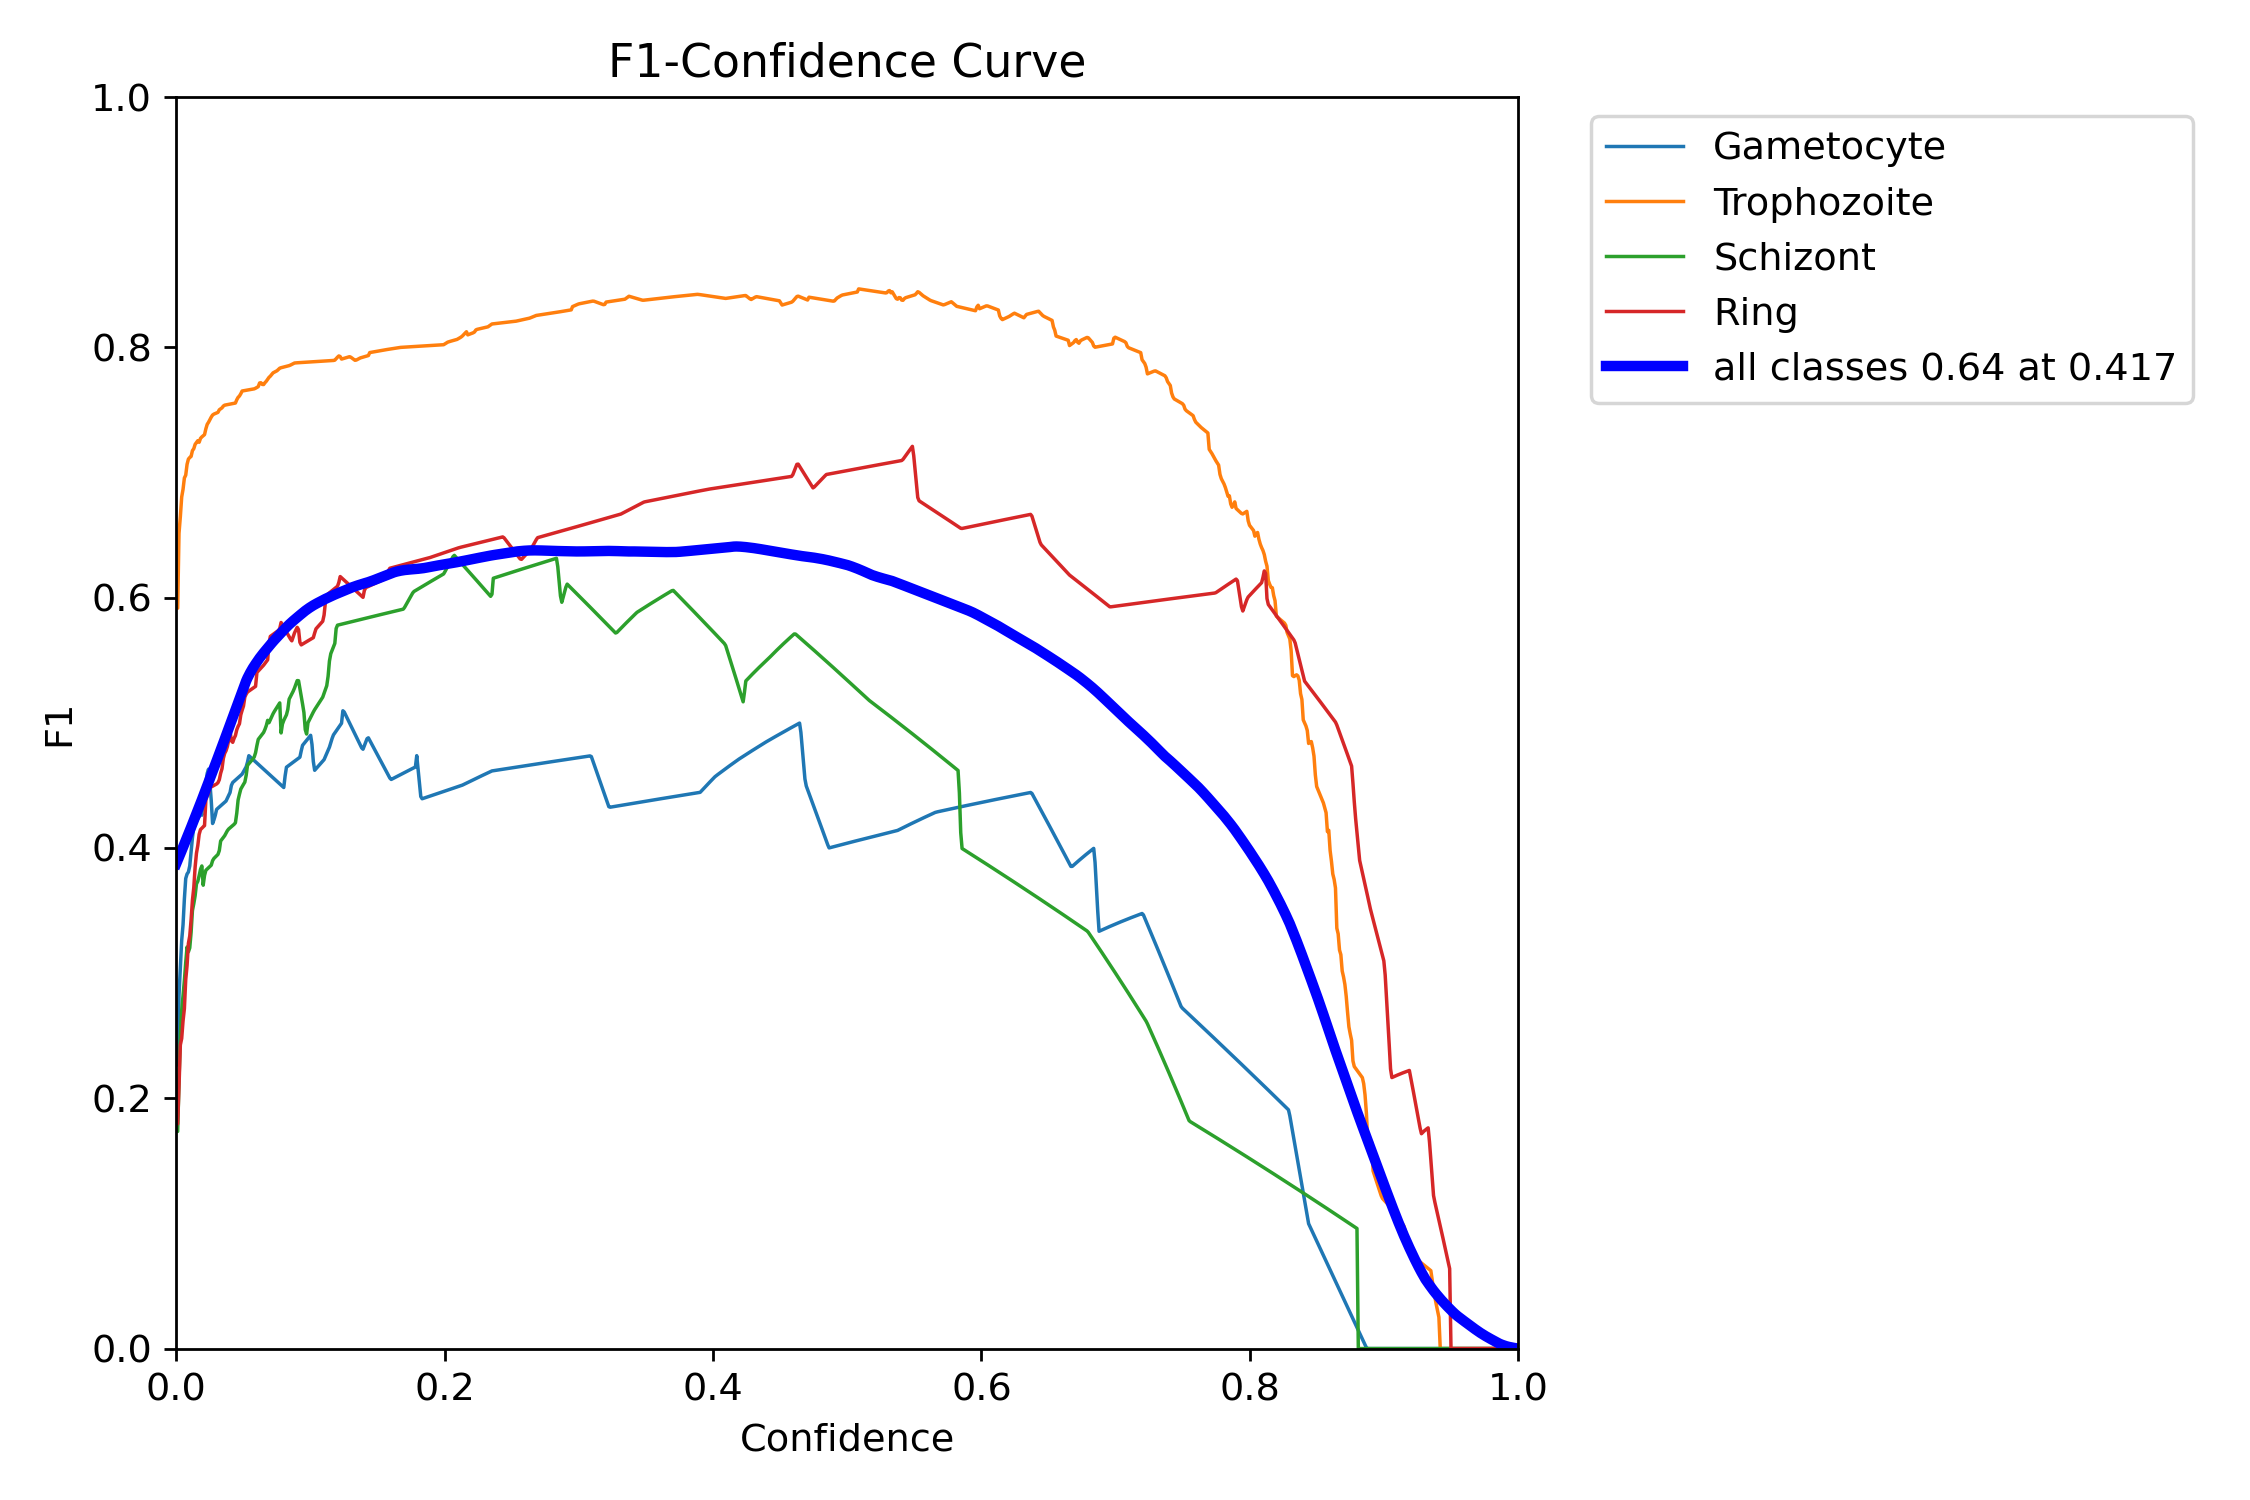 F1-Confidence Curve
1.0
0.8
0.6
0.4
0.2
0.0
F1
0.0 0.2 0.4 0.6 0.8 1.0
Confidence
Gametocyte
Trophozoite
Schizont
Ring
all classes 0.64 at 0.417